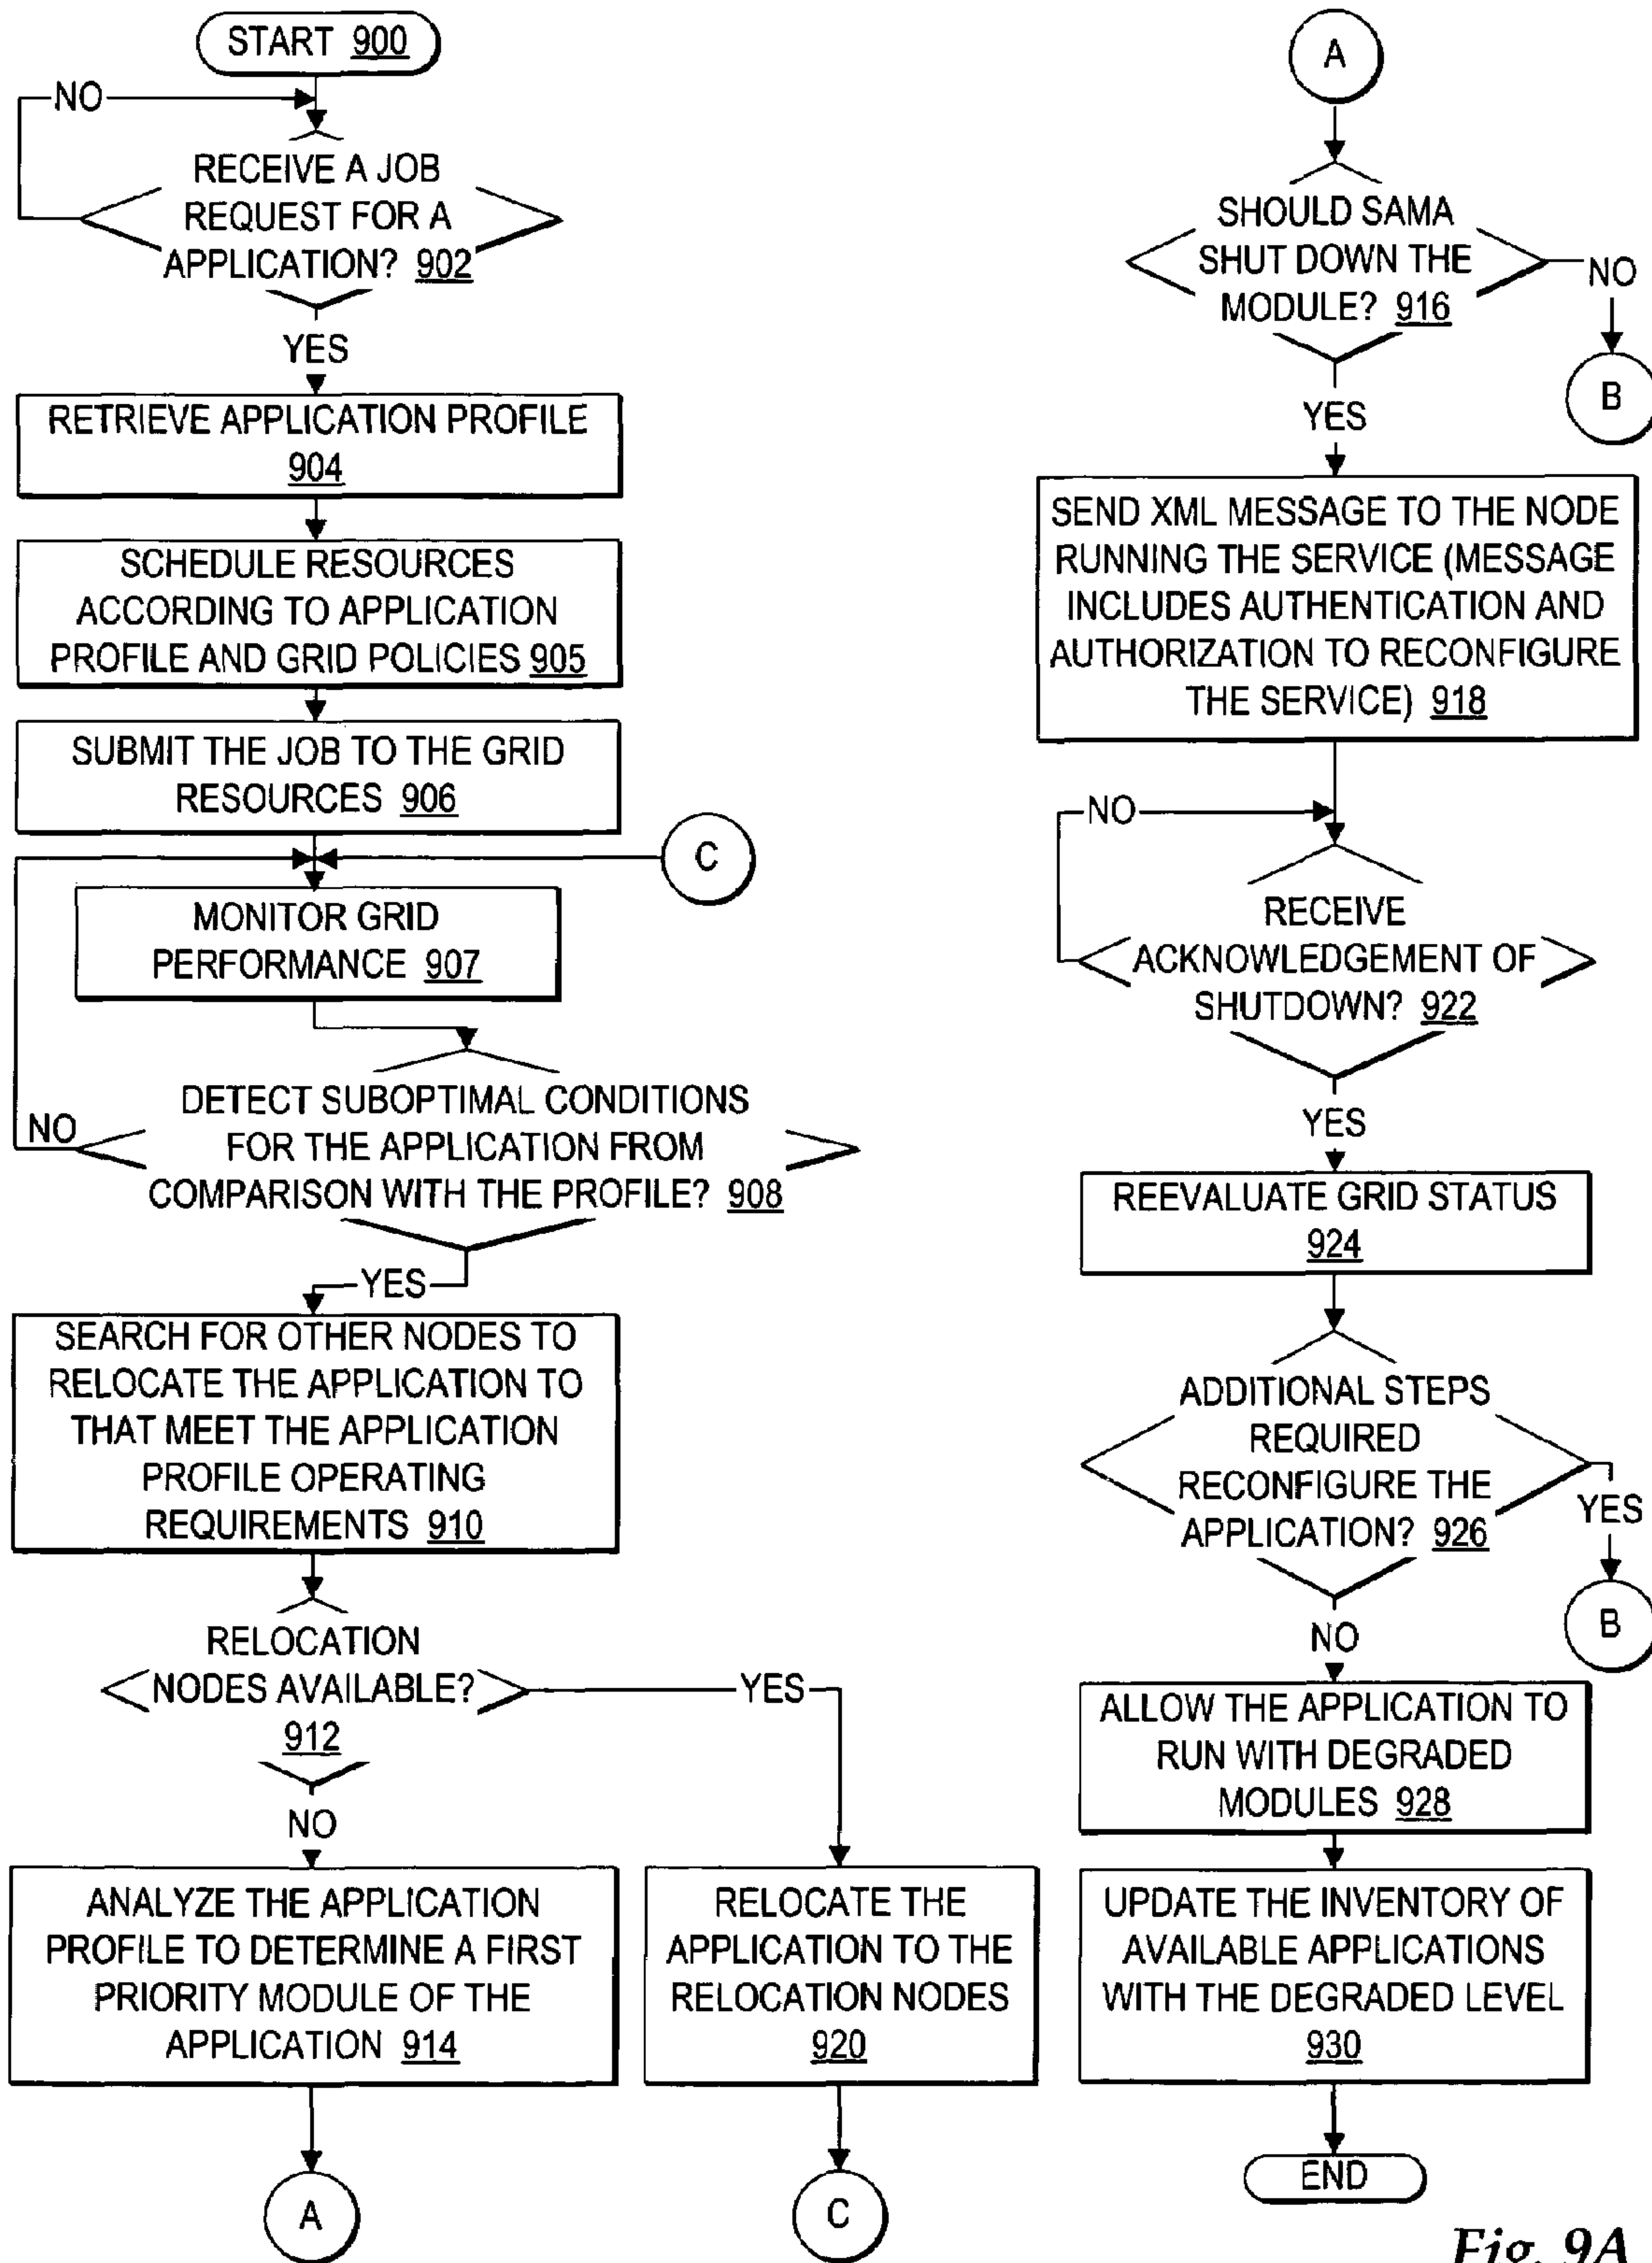 START 900
NO
RECEIVE A JOB
REQUEST FOR A
APPLICATION? 902
YES
RETRIEVE APPLICATION PROFILE
904
SCHEDULE RESOURCES
ACCORDING TO APPLICATION
PROFILE AND GRID POLICIES 905
SUBMIT THE JOB TO THE GRID
RESOURCES 906
C
MONITOR GRID
PERFORMANCE 907
DETECT SUBOPTIMAL CONDITIONS
FOR THE APPLICATION FROM
COMPARISON WITH THE PROFILE? 908
NO
YES
SEARCH FOR OTHER NODES TO
RELOCATE THE APPLICATION TO
THAT MEET THE APPLICATION
PROFILE OPERATING
REQUIREMENTS 910
RELOCATION
NODES AVAILABLE?
912
YES
NO
ANALYZE THE APPLICATION
PROFILE TO DETERMINE A FIRST
PRIORITY MODULE OF THE
APPLICATION 914
RELOCATE THE
APPLICATION TO THE
RELOCATION NODES
920
A
C
A
SHOULD SAMA
SHUT DOWN THE
MODULE? 916
NO
B
YES
SEND XML MESSAGE TO THE NODE
RUNNING THE SERVICE (MESSAGE
INCLUDES AUTHENTICATION AND
AUTHORIZATION TO RECONFIGURE
THE SERVICE) 918
NO
RECEIVE
ACKNOWLEDGEMENT OF
SHUTDOWN? 922
YES
REEVALUATE GRID STATUS
924
ADDITIONAL STEPS
REQUIRED
RECONFIGURE THE
APPLICATION? 926
YES
B
NO
ALLOW THE APPLICATION TO
RUN WITH DEGRADED
MODULES 928
UPDATE THE INVENTORY OF
AVAILABLE APPLICATIONS
WITH THE DEGRADED LEVEL
930
END
Fig. 9A